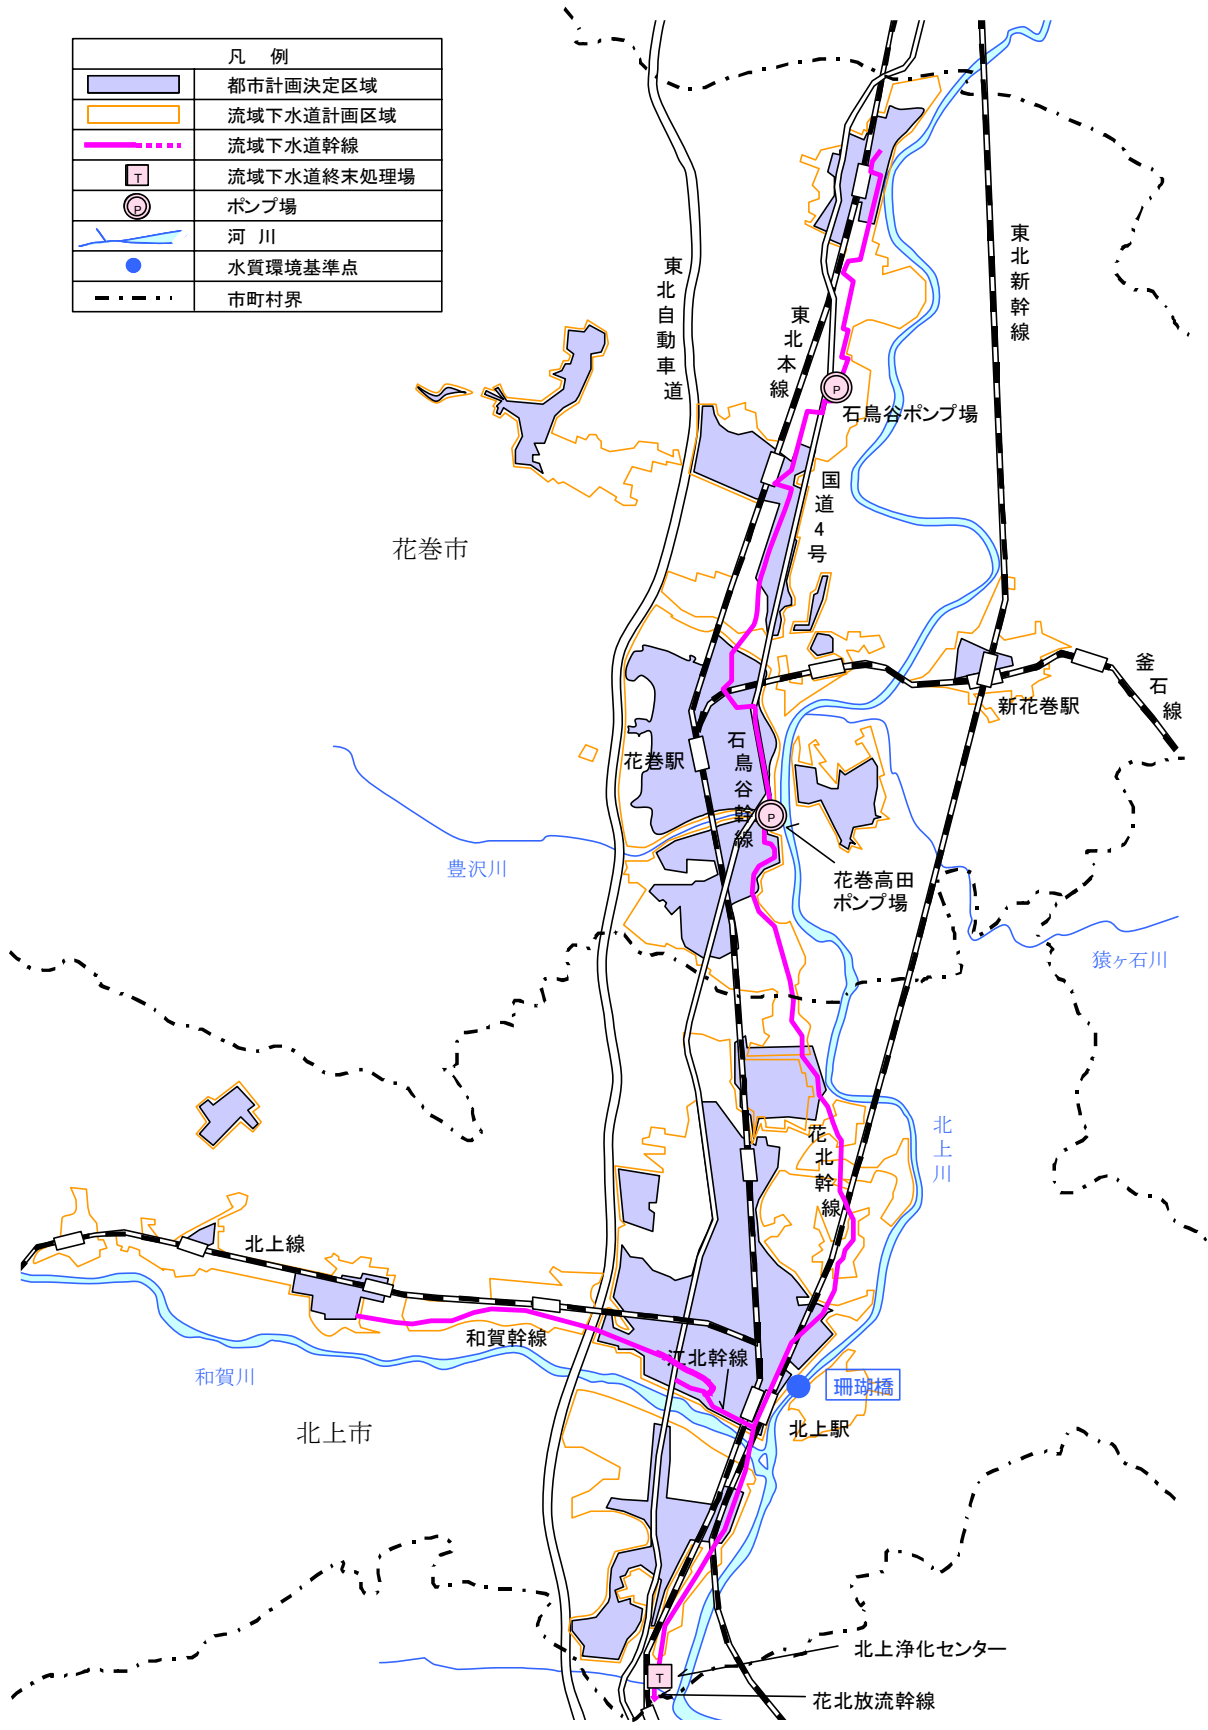 凡 例
都市計画決定区域
流域下水道計画区域
流域下水道幹線
T
流域下水道終末処理場
P
ポンプ場
河 川
水質環境基準点
市町村界
東北自動車道
東北本線
東北新幹線
P
石鳥谷ポンプ場
国道4号
花巻市
釜石線
新花巻駅
花巻駅
石鳥谷幹線
P
豊沢川
花巻高田
ポンプ場
猿ヶ石川
北上川
花北幹線
北上線
和賀幹線
江北幹線
和賀川
珊瑚橋
北上駅
北上市
北上浄化センター
T
花北放流幹線